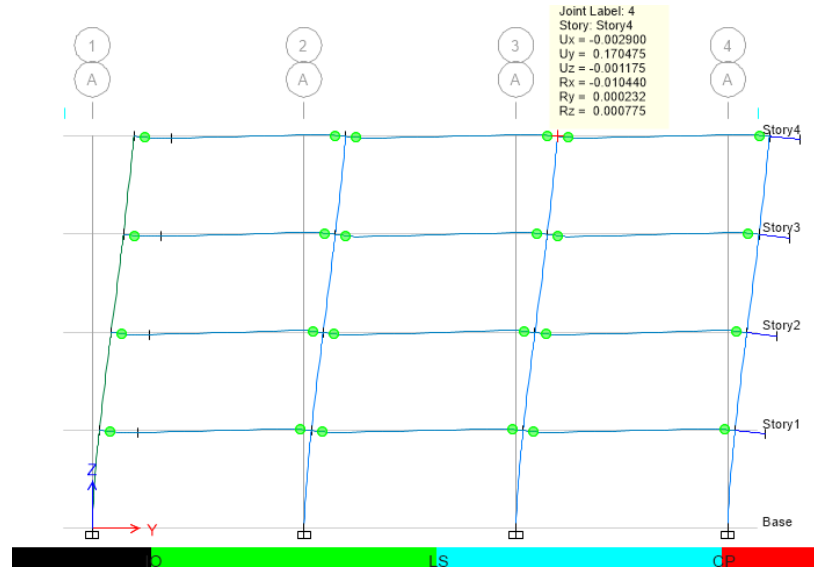 Joint Label: 4
Story: Story4
Ux = -0.002900
Uy = 0.170475
Uz = -0.001175
Rx = -0.010440
Ry = 0.000232
Rz = 0.000775
1 2 3 4
A A A A
Story4
Story3
Story2
Story1
Z
Y
Base
IO LS CP